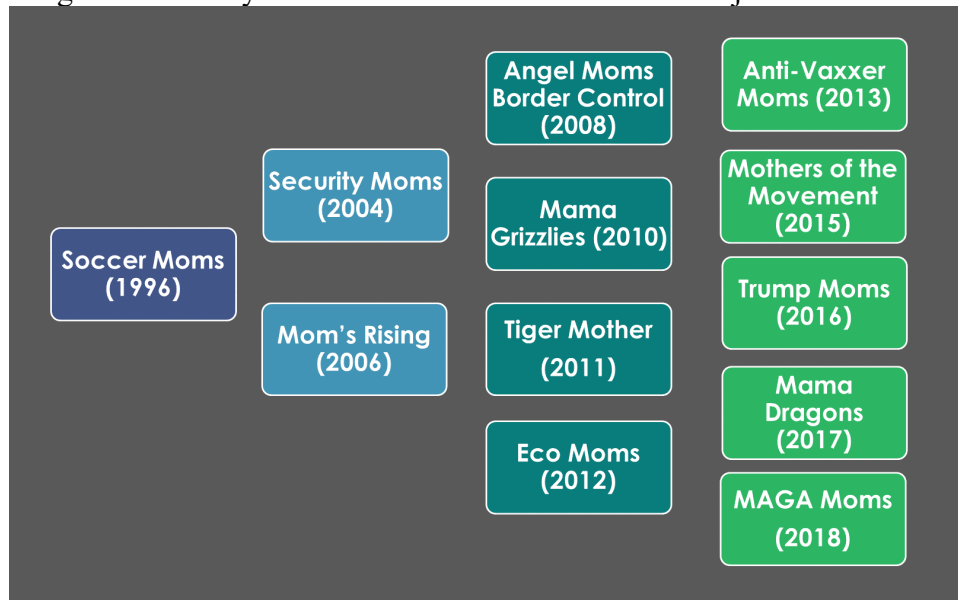 Soccer Moms
(1996)
Security Moms
(2004)
Mom's Rising
(2006)
Angel Moms
Border Control
(2008)
Mama
Grizzlies (2010)
Tiger Mother
(2011)
Eco Moms
(2012)
Anti-Vaxxer
Moms (2013)
Mothers of the
Movement
(2015)
Trump Moms
(2016)
Mama
Dragons
(2017)
MAGA Moms
(2018)